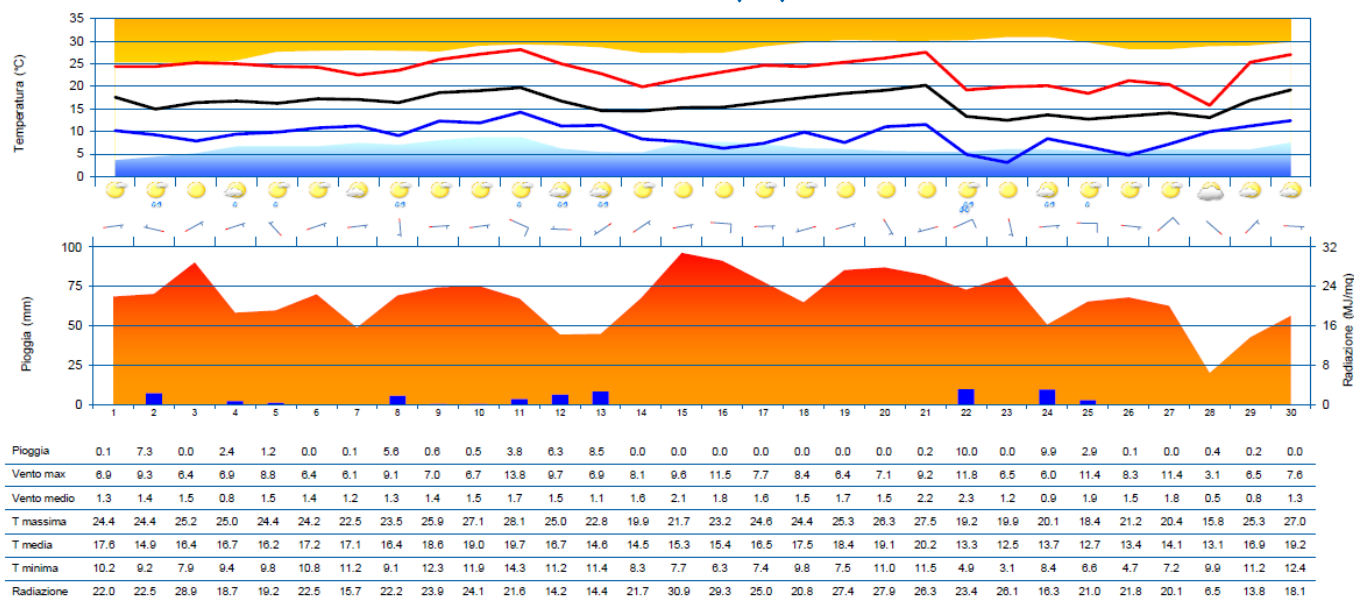 35
30
25
20
15
10
5
0
Temperatura (°C)
100
75
50
25
0
Pioggia (mm)
32
24
16
8
0
Radiazione (MJ/mq)
1 2 3 4 5 6 7 8 9 10 11 12 13 14 15 16 17 18 19 20 21 22 23 24 25 26 27 28 29 30
Pioggia 0.1 7.3 0.0 2.4 1.2 0.0 0.1 5.6 0.6 0.5 3.8 6.3 8.5 0.0 0.0 0.0 0.0 0.0 0.0 0.0 0.2 10.0 0.0 9.9 2.9 0.1 0.0 0.4 0.2 0.0
Vento max 6.9 9.3 6.4 6.9 8.8 6.4 6.1 9.1 7.0 6.7 13.8 9.7 6.9 8.1 9.6 11.5 7.7 8.4 6.4 7.1 9.2 11.8 6.5 6.0 11.4 8.3 11.4 3.1 6.5 7.6
Vento medio 1.3 1.4 1.5 0.8 1.5 1.4 1.2 1.3 1.4 1.5 1.7 1.5 1.1 1.6 2.1 1.8 1.6 1.5 1.7 1.5 2.2 2.3 1.2 0.9 1.9 1.5 1.8 0.5 0.8 1.3
T massima 24.4 24.4 25.2 25.0 24.4 24.2 22.5 23.5 25.9 27.1 28.1 25.0 22.8 19.9 21.7 23.2 24.6 24.4 25.3 26.3 27.5 19.2 19.9 20.1 18.4 21.2 20.4 15.8 25.3 27.0
T media 17.6 14.9 16.4 16.7 16.2 17.2 17.1 16.4 18.6 19.0 19.7 16.7 14.6 14.5 15.3 15.4 16.5 17.5 18.4 19.1 20.2 13.3 12.5 13.7 12.7 13.4 14.1 13.1 16.9 19.2
T minima 10.2 9.2 7.9 9.4 9.8 10.8 11.2 9.1 12.3 11.9 14.3 11.2 11.4 8.3 7.7 6.3 7.4 9.8 7.5 11.0 11.5 4.9 3.1 8.4 6.6 4.7 7.2 9.9 11.2 12.4
Radiazione 22.0 22.5 28.9 18.7 19.2 22.5 15.7 22.2 23.9 24.1 21.6 14.2 14.4 21.7 30.9 29.3 25.0 20.8 27.4 27.9 26.3 23.4 26.1 16.3 21.0 21.8 20.1 6.5 13.8 18.1